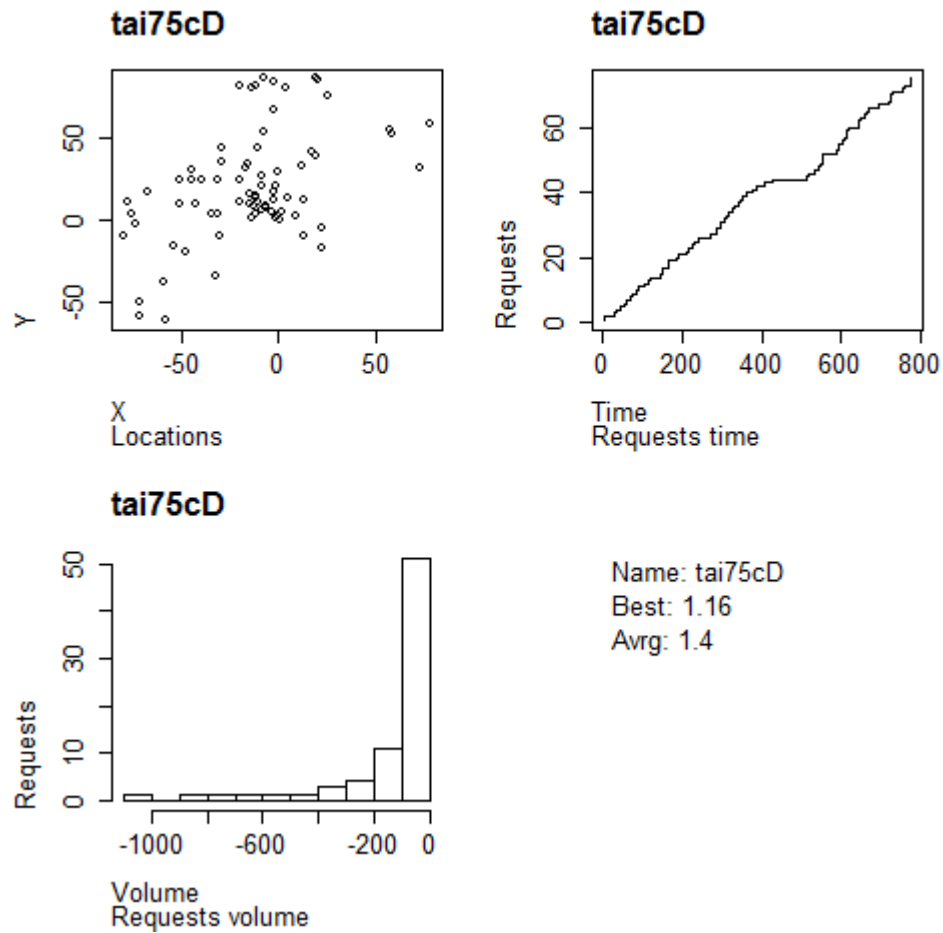 tai75cD
50
0
-50
Y
-50 0 50
X
Locations
tai75cD
60
40
20
0
Requests
0 200 400 600 800
Time
Requests time
tai75cD
50
30
10
0
Requests
-1000 -600 -200 0
Volume
Requests volume
Name: tai75cD
Best: 1.16
Avrg: 1.4